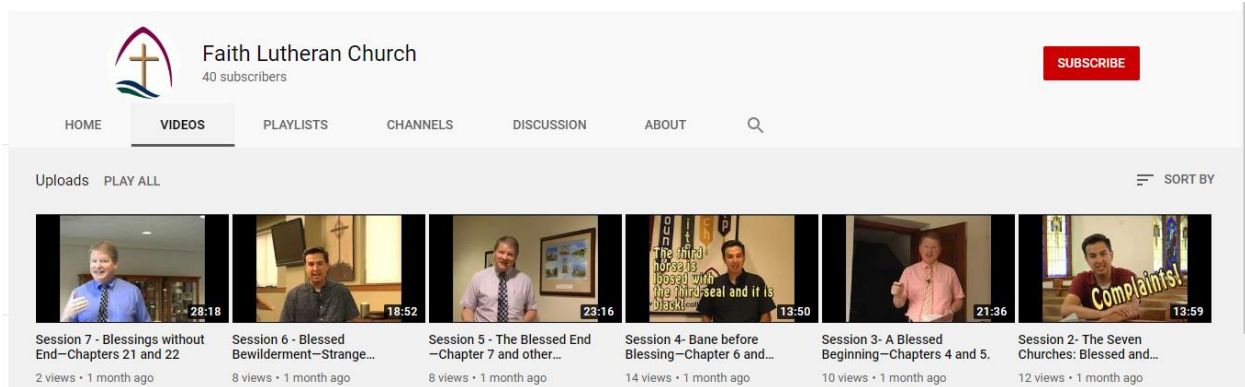 Faith Lutheran Church
40 subscribers
SUBSCRIBE
HOME VIDEOS PLAYLISTS CHANNELS DISCUSSION ABOUT
Uploads PLAY ALL
SORT BY
The third
horse is
loosed with
the third seal and it is
black!
Complaints!
28:18
18:52
23:16
13:50
21:36
13:59
Session 7 - Blessings without
End—Chapters 21 and 22
2 views • 1 month ago
Session 6 - Blessed
Bewilderment—Strange...
8 views • 1 month ago
Session 5 - The Blessed End
—Chapter 7 and other...
8 views • 1 month ago
Session 4- Bane before
Blessing—Chapter 6 and...
14 views • 1 month ago
Session 3- A Blessed
Beginning—Chapters 4 and 5.
10 views • 1 month ago
Session 2- The Seven
Churches: Blessed and...
12 views • 1 month ago